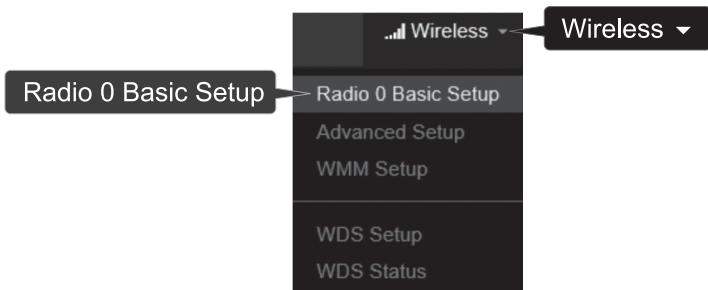 Wireless
Wireless
Radio 0 Basic Setup
Radio 0 Basic Setup
Advanced Setup
WMM Setup
WDS Setup
WDS Status